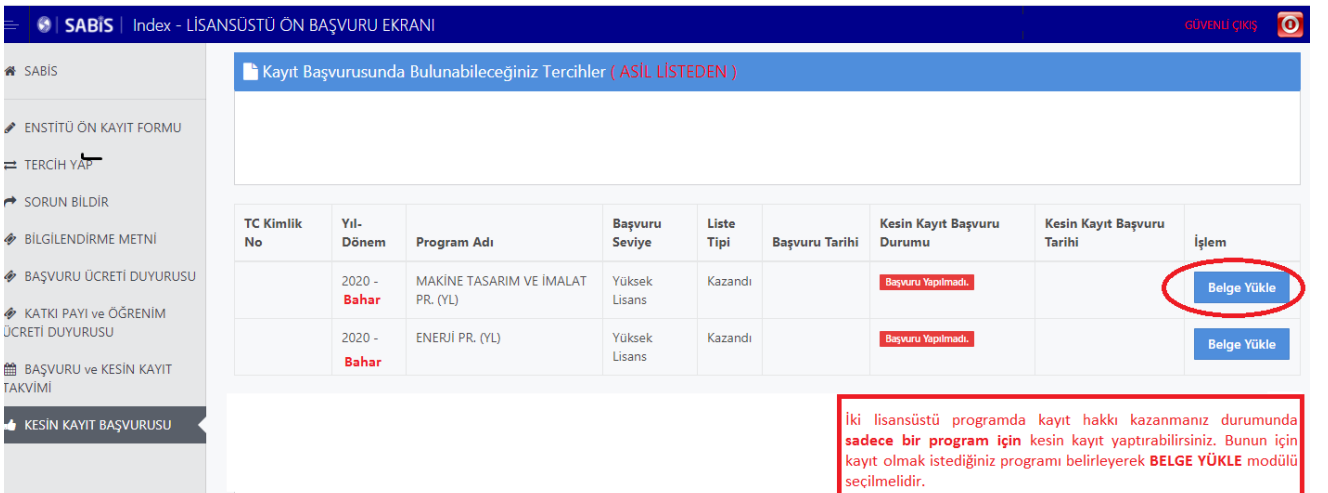 SABİS | Index - LİSANSÜSTÜ ÖN BAŞVURU EKRANI
GÜVENLİ ÇIKIŞ
SABİS
ENSTİTÜ ÖN KAYIT FORMU
TERCİH YAP
SORUN BİLDİR
BİLGİLENDİRME METNİ
BAŞVURU ÜCRETİ DUYURUSU
KATKI PAYI ve ÖĞRENİM
ÜCRETİ DUYURUSU
BAŞVURU ve KESİN KAYIT
TAKVİMİ
KESİN KAYIT BAŞVURUSU
Kayıt Başvurusunda Bulunabileceğiniz Tercihler ( ASİL LİSTEDEN )
TC Kimlik Yıl- Başvuru Liste Kesin Kayıt Başvuru Kesin Kayıt Başvuru
No Dönem Program Adı Seviye Tipi Başvuru Tarihi Durumu Tarihi İşlem
2020 - MAKİNE TASARIM VE İMALAT Yüksek Kazandı Başvuru Yapılmadı. Belge Yükle
Bahar PR. (YL) Lisans
2020 - ENERJİ PR. (YL) Yüksek Kazandı Başvuru Yapılmadı. Belge Yükle
Bahar Lisans
İki lisansüstü programda kayıt hakkı kazanmanız durumunda
sadece bir program için kesin kayıt yaptırabilirsiniz. Bunun için
kayıt olmak istediğiniz programı belirleyerek BELGE YÜKLE modülü
seçilmelidir.